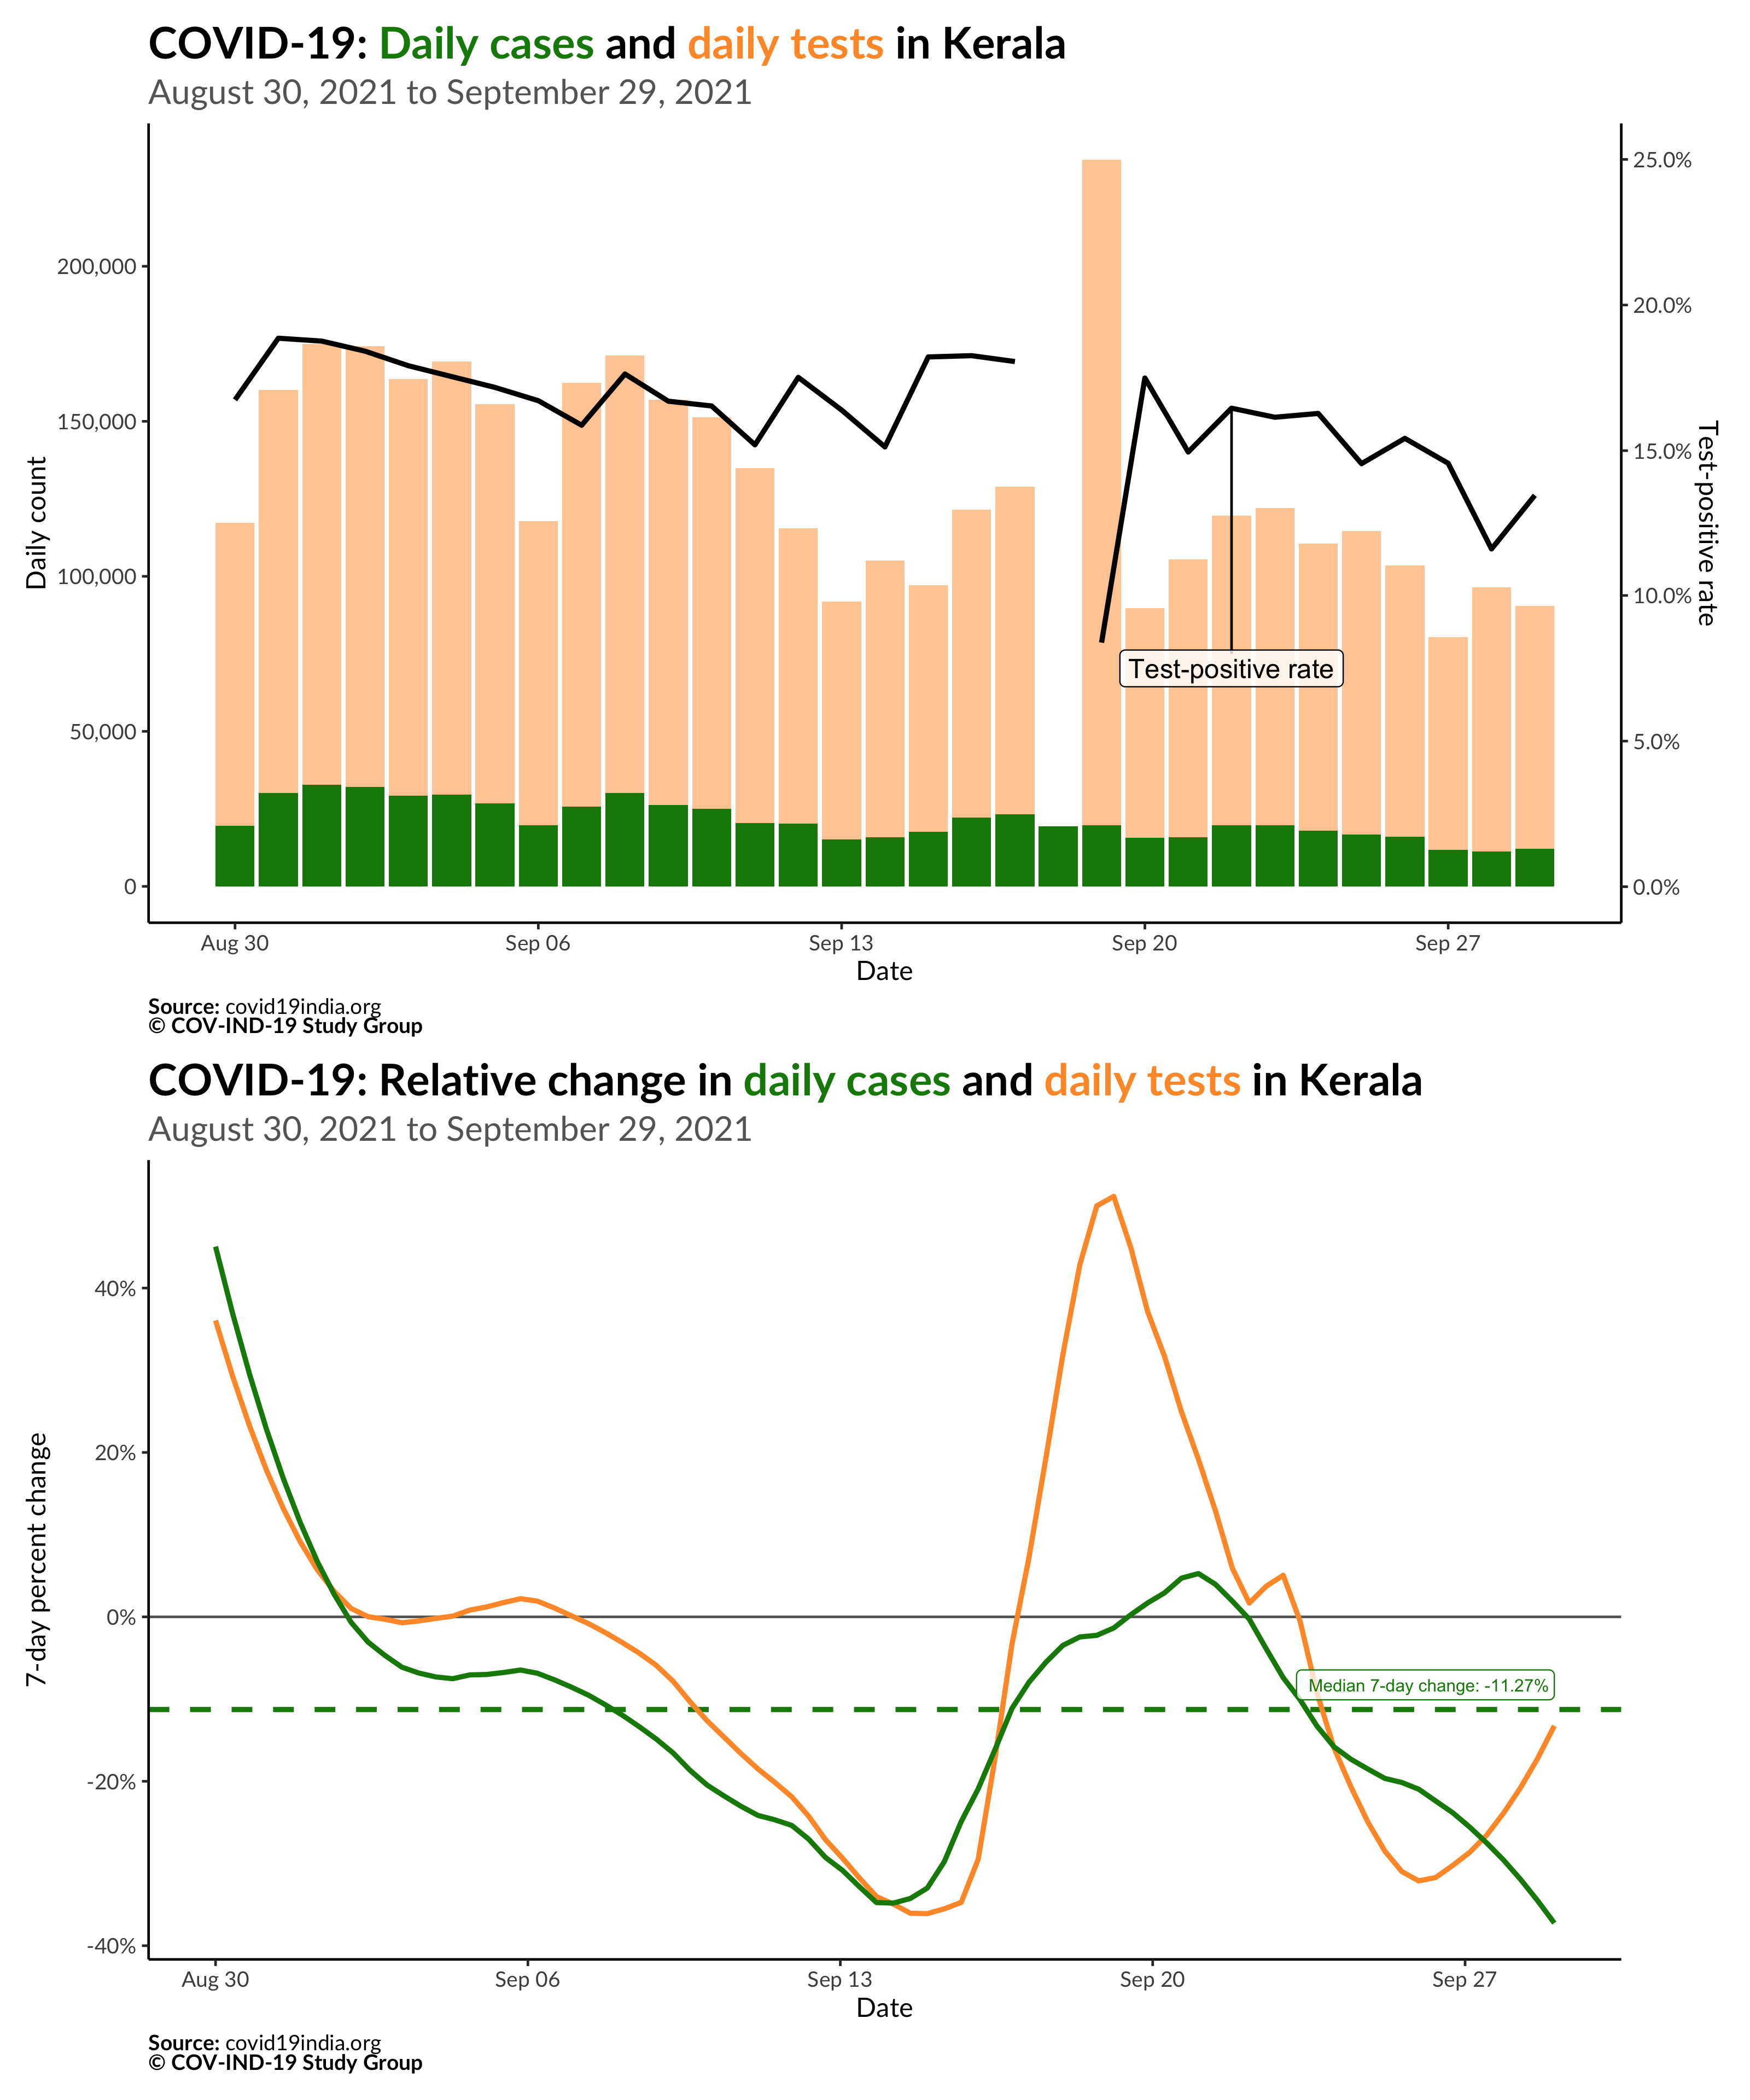 COVID-19: Daily cases and daily tests in Kerala
August 30, 2021 to September 29, 2021
Daily count
200,000
150,000
100,000
50,000
0
25.0%
20.0%
15.0%
10.0%
5.0%
0.0%
Test-positive rate
Test-positive rate
Aug 30
Sep 06
Sep 13
Sep 20
Sep 27
Date
Source: covid19india.org
© COV-IND-19 Study Group
COVID-19: Relative change in daily cases and daily tests in Kerala
August 30, 2021 to September 29, 2021
7-day percent change
40%
20%
0%
-20%
-40%
Median 7-day change: -11.27%
Aug 30
Sep 06
Sep 13
Sep 20
Sep 27
Date
Source: covid19india.org
© COV-IND-19 Study Group